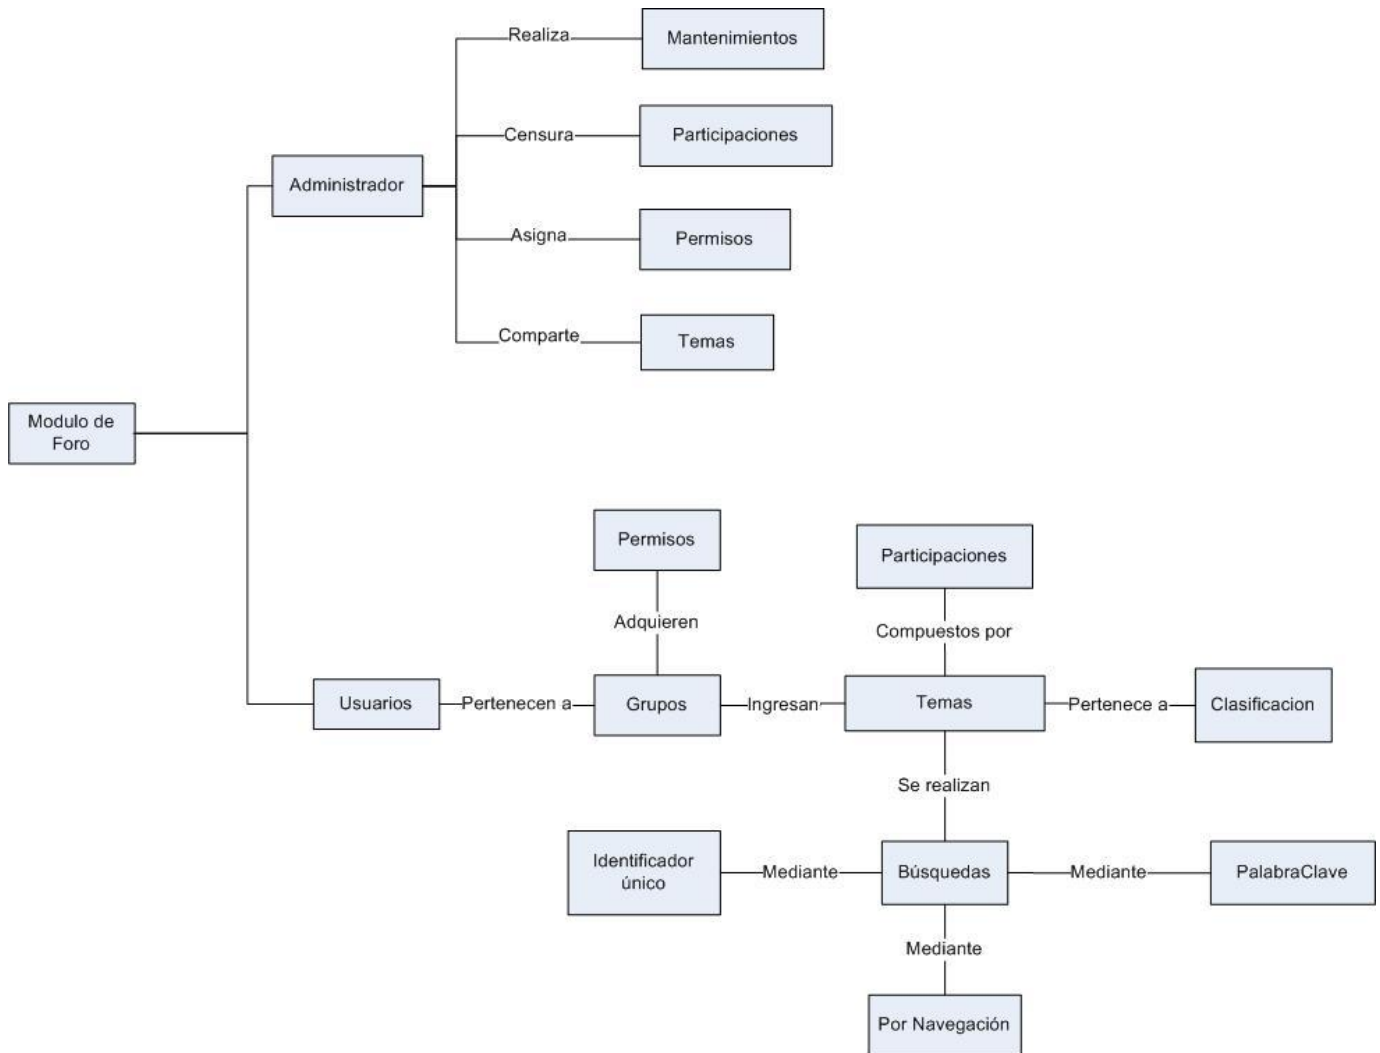 Realiza
Mantenimientos
Censura
Participaciones
Administrador
Asigna
Permisos
Comparte
Temas
Modulo de
Foro
Permisos
Participaciones
Adquieren
Compuestos por
Usuarios
Pertenecen a
Grupos
Ingresan
Temas
Pertenece a
Clasificacion
Se realizan
Identificador
único
Mediante
Búsquedas
Mediante
PalabraClave
Mediante
Por Navegación